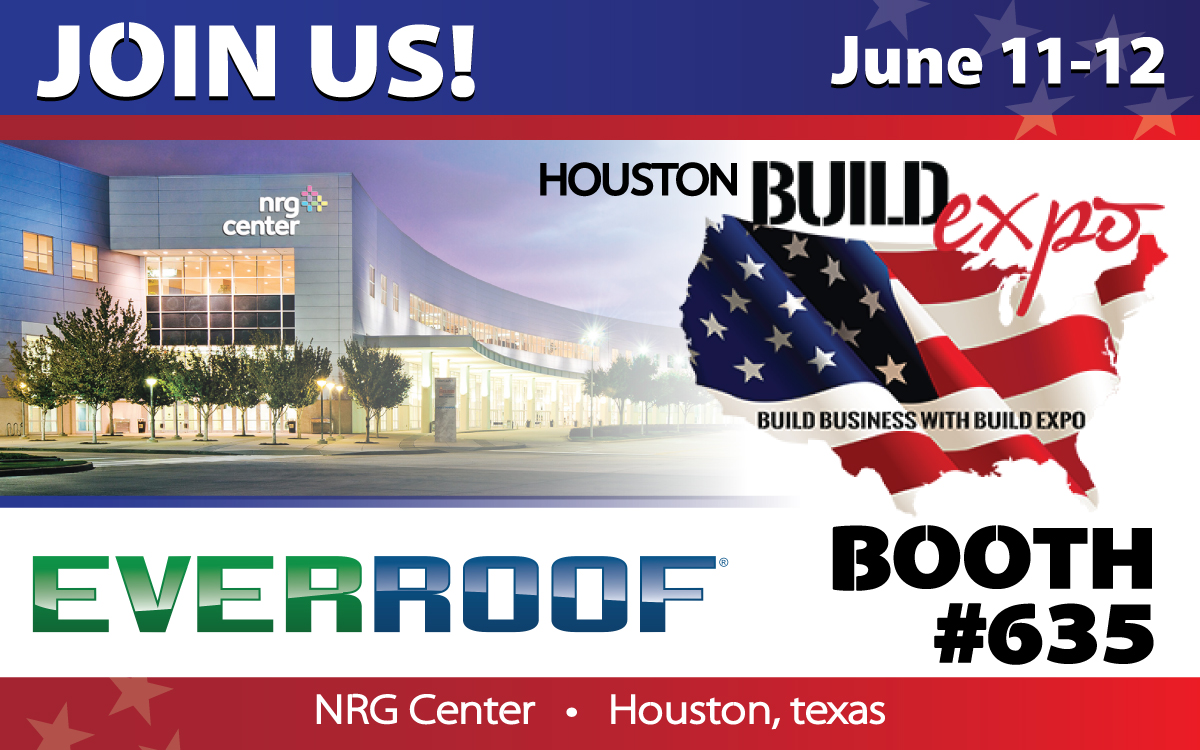 JOIN US!
June 11-12
nrg
center
HOUSTON BUILD
expo
BUILD BUSINESS WITH BUILD EXPO
EVERROOF®
BOOTH
#635
NRG Center • Houston, texas